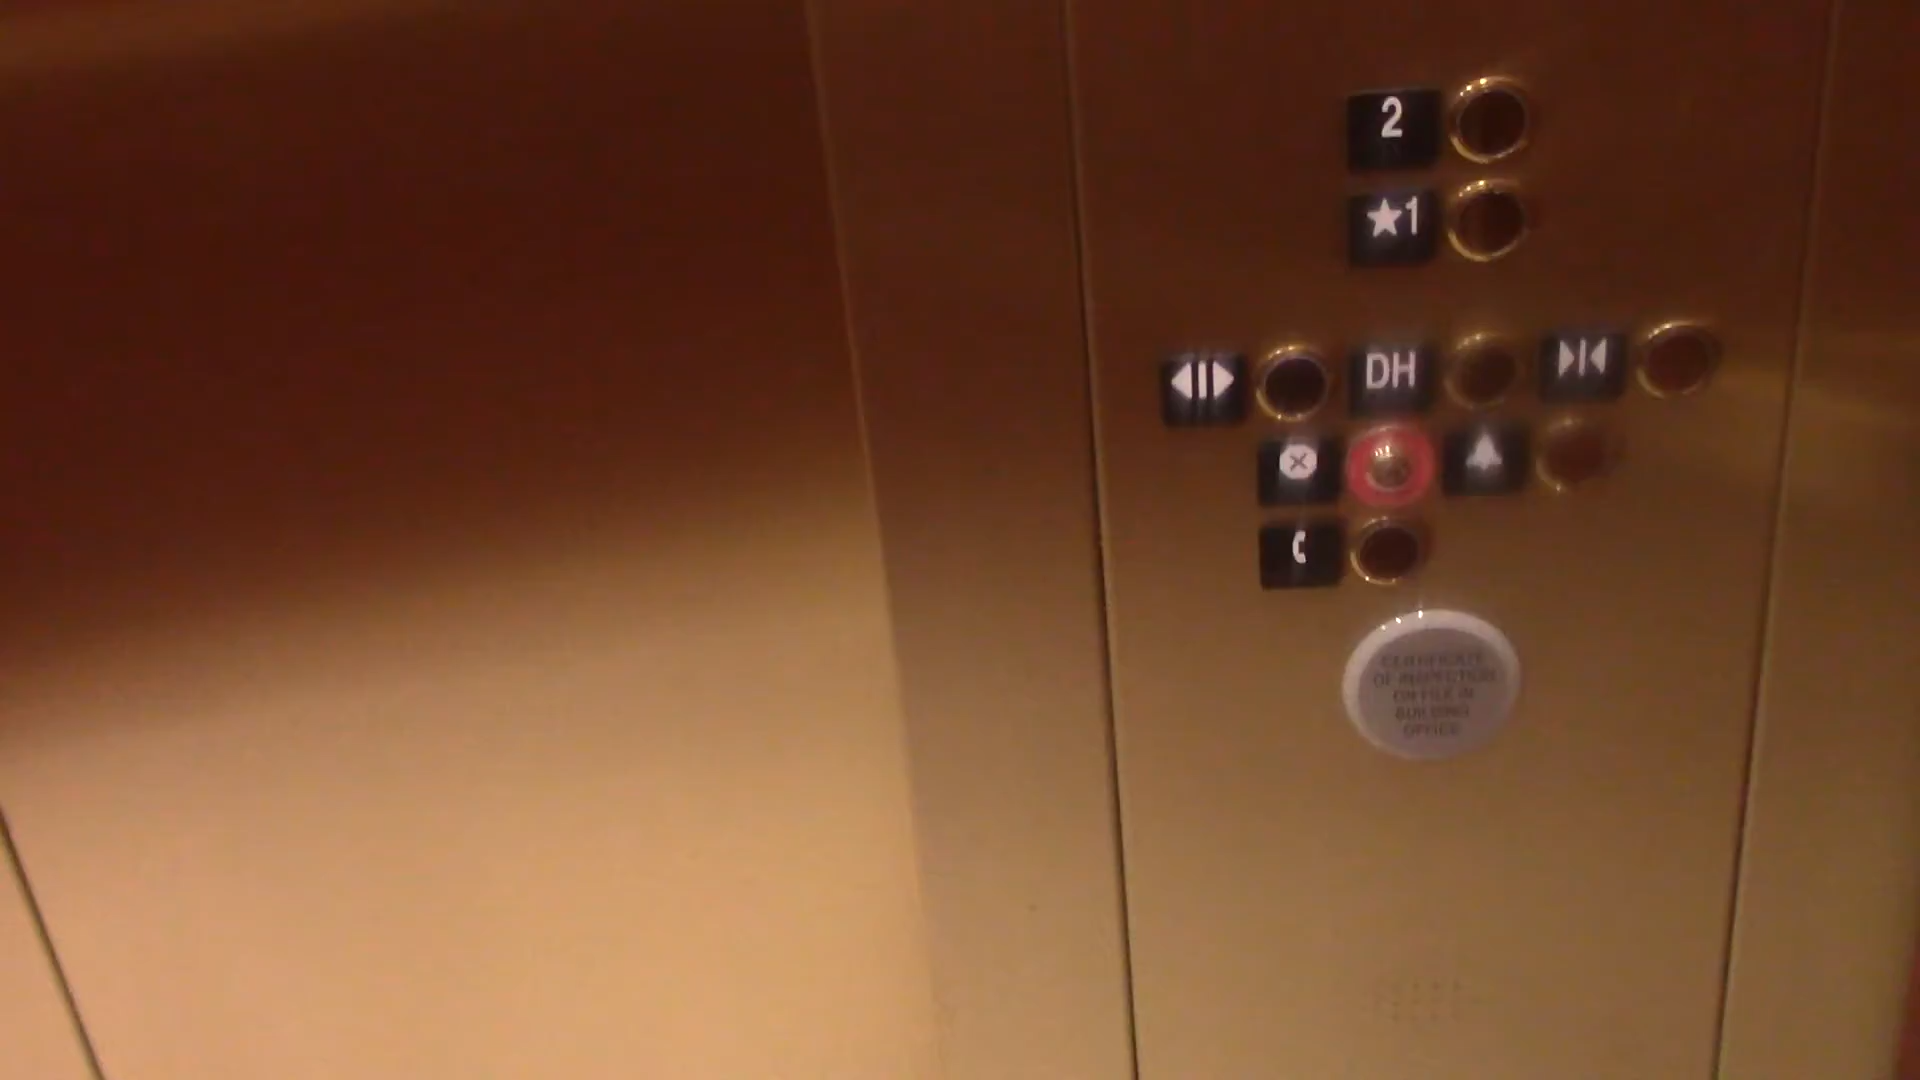 2
★1
DH
CERTIFICATE
OF INSPECTION
ON FILE IN
BUILDING
OFFICE